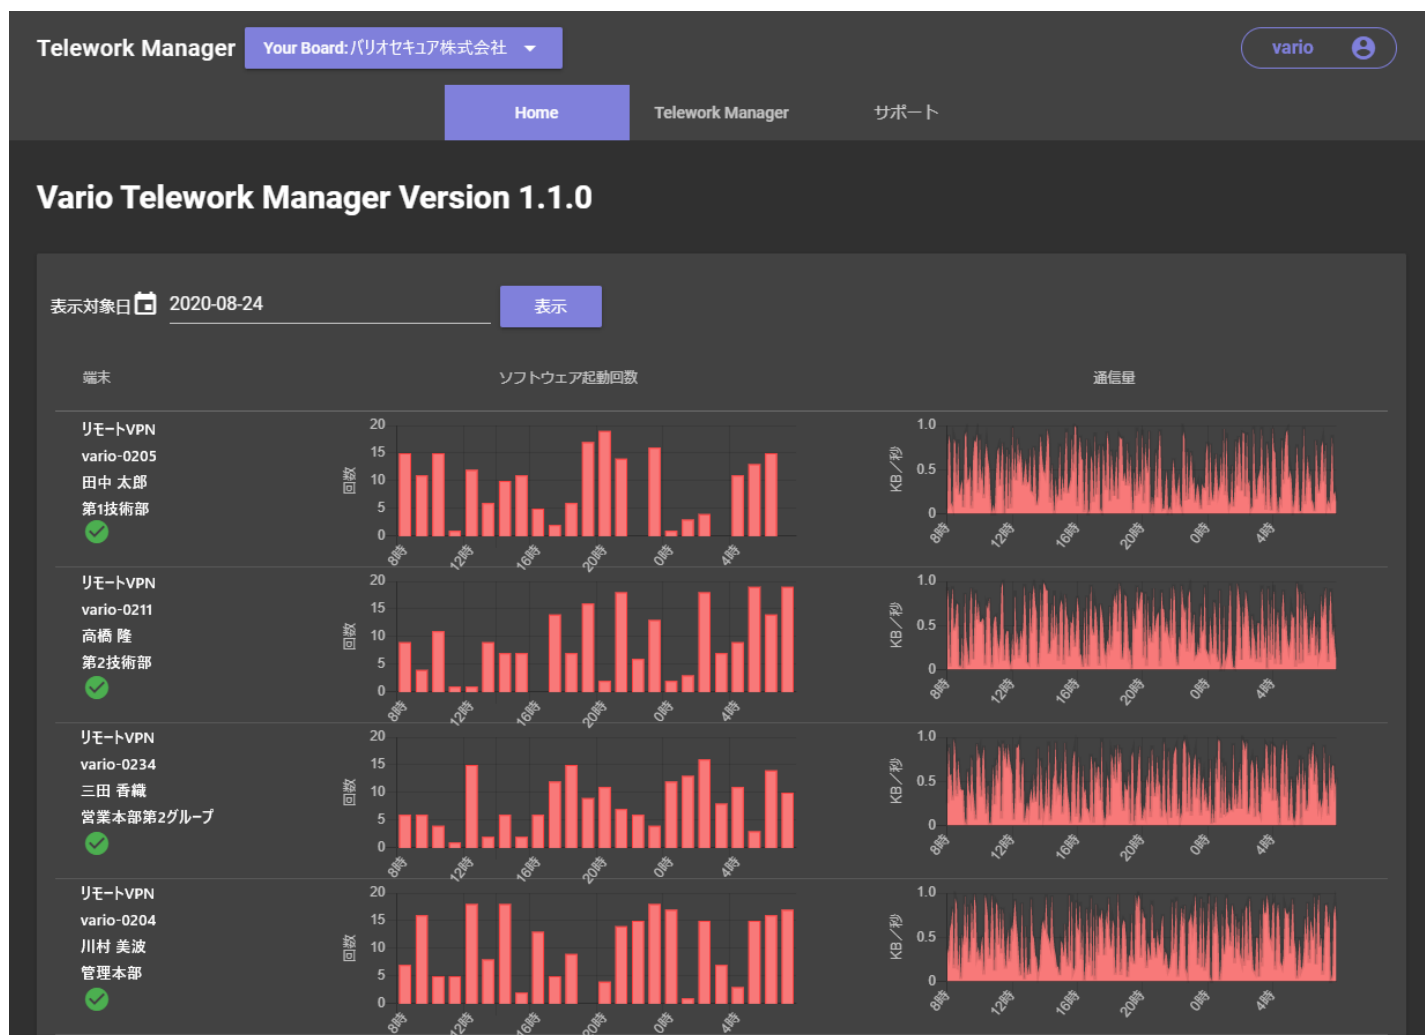 Telework Manager
Your Board:バリオセキュア株式会社
vario
Home
Telework Manager
サポート
Vario Telework Manager Version 1.1.0
表示対象日 2020-08-24 表示
端末 ソフトウェア起動回数 通信量
リモートVPN
vario-0205
田中 太郎
第1技術部
回数
20
15
10
5
0
8時 12時 16時 20時 0時 4時
KB／秒
1.0
0.5
0
8時 12時 16時 20時 0時 4時
リモートVPN
vario-0211
高橋 隆
第2技術部
回数
20
15
10
5
0
8時 12時 16時 20時 0時 4時
KB／秒
1.0
0.5
0
8時 12時 16時 20時 0時 4時
リモートVPN
vario-0234
三田 香織
営業本部第2グループ
回数
20
15
10
5
0
8時 12時 16時 20時 0時 4時
KB／秒
1.0
0.5
0
8時 12時 16時 20時 0時 4時
リモートVPN
vario-0204
川村 美波
管理本部
回数
20
15
10
5
0
8時 12時 16時 20時 0時 4時
KB／秒
1.0
0.5
0
8時 12時 16時 20時 0時 4時